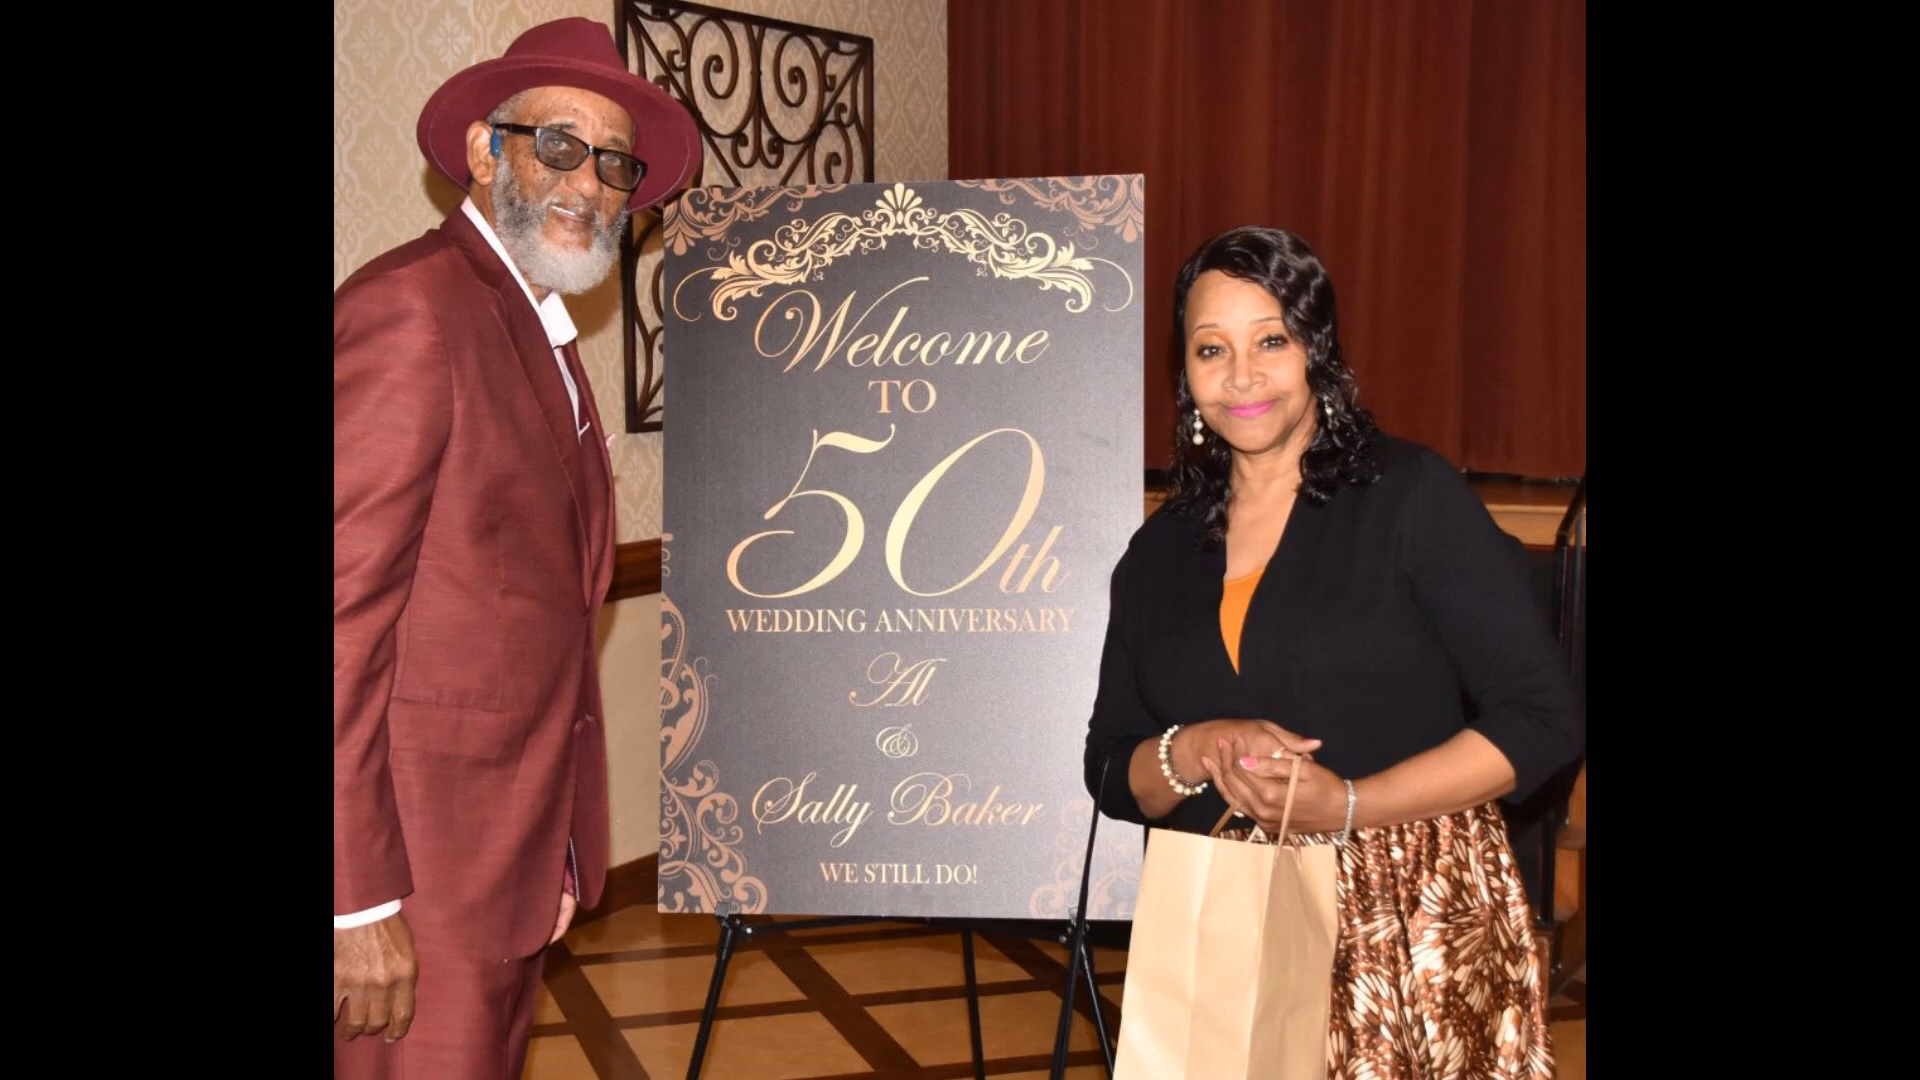 Welcome
TO
50th
WEDDING ANNIVERSARY
Al
&
Sally Baker
WE STILL DO!